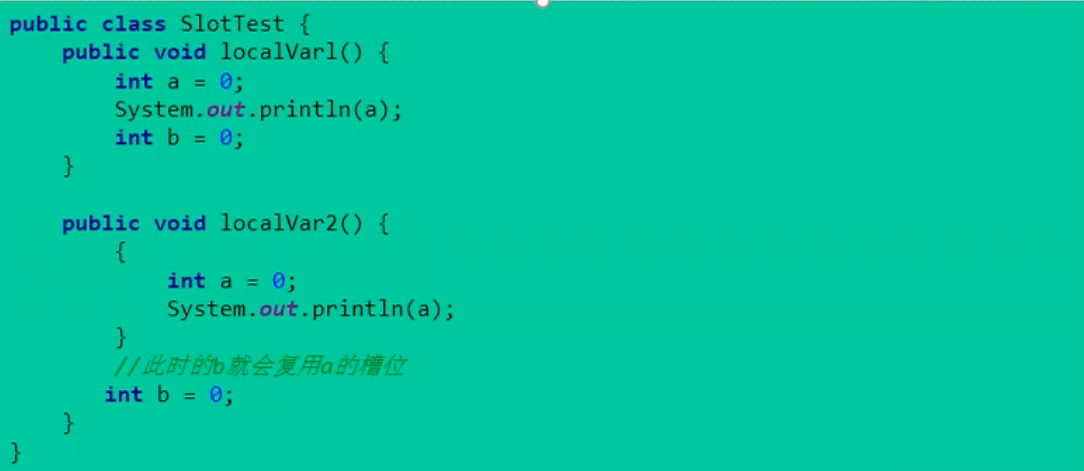 public class SlotTest {
    public void localVarl() {
        int a = 0;
        System.out.println(a);
        int b = 0;
    }

    public void localVar2() {
        {
            int a = 0;
            System.out.println(a);
        }
        //此时的b就会复用a的槽位
        int b = 0;
    }
}